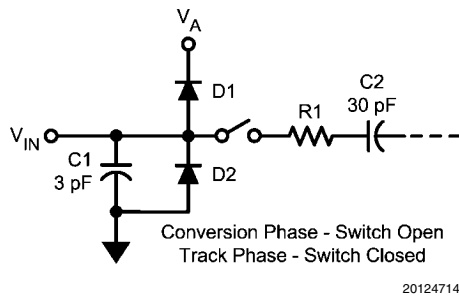 VA
D1
R1
C2
30 pF
VIN
C1
3 pF
D2
Conversion Phase - Switch Open
Track Phase - Switch Closed
20124714